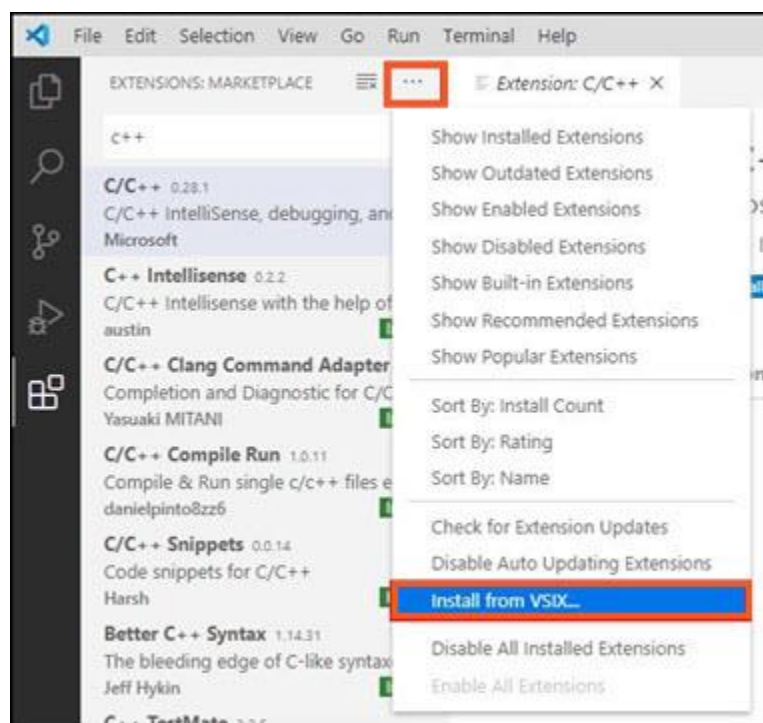 File Edit Selection View Go Run Terminal Help
EXTENSIONS: MARKETPLACE ... Extension: C/C++ ×
c++
C/C++ 0.28.1
C/C++ IntelliSense, debugging, an
Microsoft
C++ Intellisense 0.2.2
C/C++ Intellisense with the help of
austin
C/C++ Clang Command Adapter
Completion and Diagnostic for C/C
Yasuaki MITANI
C/C++ Compile Run 1.0.11
Compile & Run single c/c++ files e
danielpinto8zz6
C/C++ Snippets 0.0.14
Code snippets for C/C++
Harsh
Better C++ Syntax 1.14.31
The bleeding edge of C-like syntax
Jeff Hykin
C++ TestMate
Show Installed Extensions
Show Outdated Extensions
Show Enabled Extensions
Show Disabled Extensions
Show Built-in Extensions
Show Recommended Extensions
Show Popular Extensions
Sort By: Install Count
Sort By: Rating
Sort By: Name
Check for Extension Updates
Disable Auto Updating Extensions
Install from VSIX...
Disable All Installed Extensions
Enable All Extensions